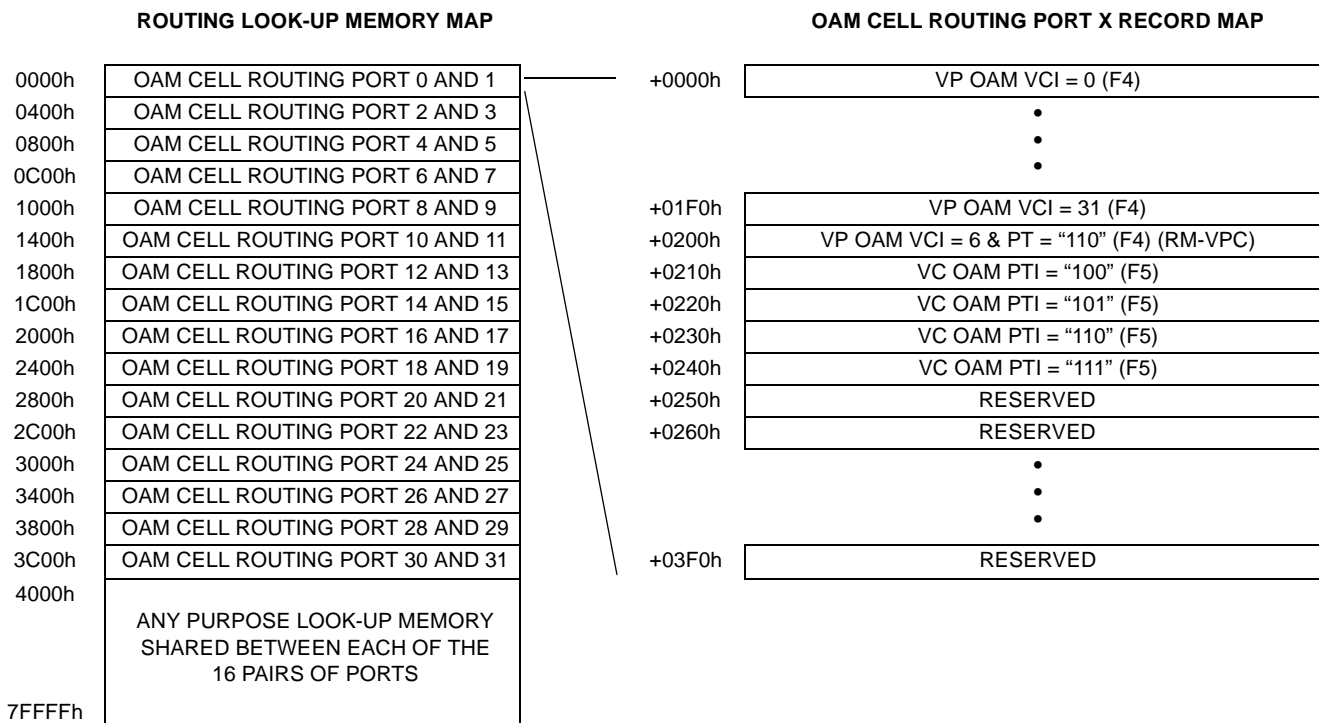 ROUTING LOOK-UP MEMORY MAP
0000h OAM CELL ROUTING PORT 0 AND 1
0400h OAM CELL ROUTING PORT 2 AND 3
0800h OAM CELL ROUTING PORT 4 AND 5
0C00h OAM CELL ROUTING PORT 6 AND 7
1000h OAM CELL ROUTING PORT 8 AND 9
1400h OAM CELL ROUTING PORT 10 AND 11
1800h OAM CELL ROUTING PORT 12 AND 13
1C00h OAM CELL ROUTING PORT 14 AND 15
2000h OAM CELL ROUTING PORT 16 AND 17
2400h OAM CELL ROUTING PORT 18 AND 19
2800h OAM CELL ROUTING PORT 20 AND 21
2C00h OAM CELL ROUTING PORT 22 AND 23
3000h OAM CELL ROUTING PORT 24 AND 25
3400h OAM CELL ROUTING PORT 26 AND 27
3800h OAM CELL ROUTING PORT 28 AND 29
3C00h OAM CELL ROUTING PORT 30 AND 31
4000h
ANY PURPOSE LOOK-UP MEMORY
SHARED BETWEEN EACH OF THE
16 PAIRS OF PORTS
7FFFFh
OAM CELL ROUTING PORT X RECORD MAP
+0000h VP OAM VCI = 0 (F4)
•
•
•
+01F0h VP OAM VCI = 31 (F4)
+0200h VP OAM VCI = 6 & PT = “110” (F4) (RM-VPC)
+0210h VC OAM PTI = “100” (F5)
+0220h VC OAM PTI = “101” (F5)
+0230h VC OAM PTI = “110” (F5)
+0240h VC OAM PTI = “111” (F5)
+0250h RESERVED
+0260h RESERVED
•
•
•
+03F0h RESERVED